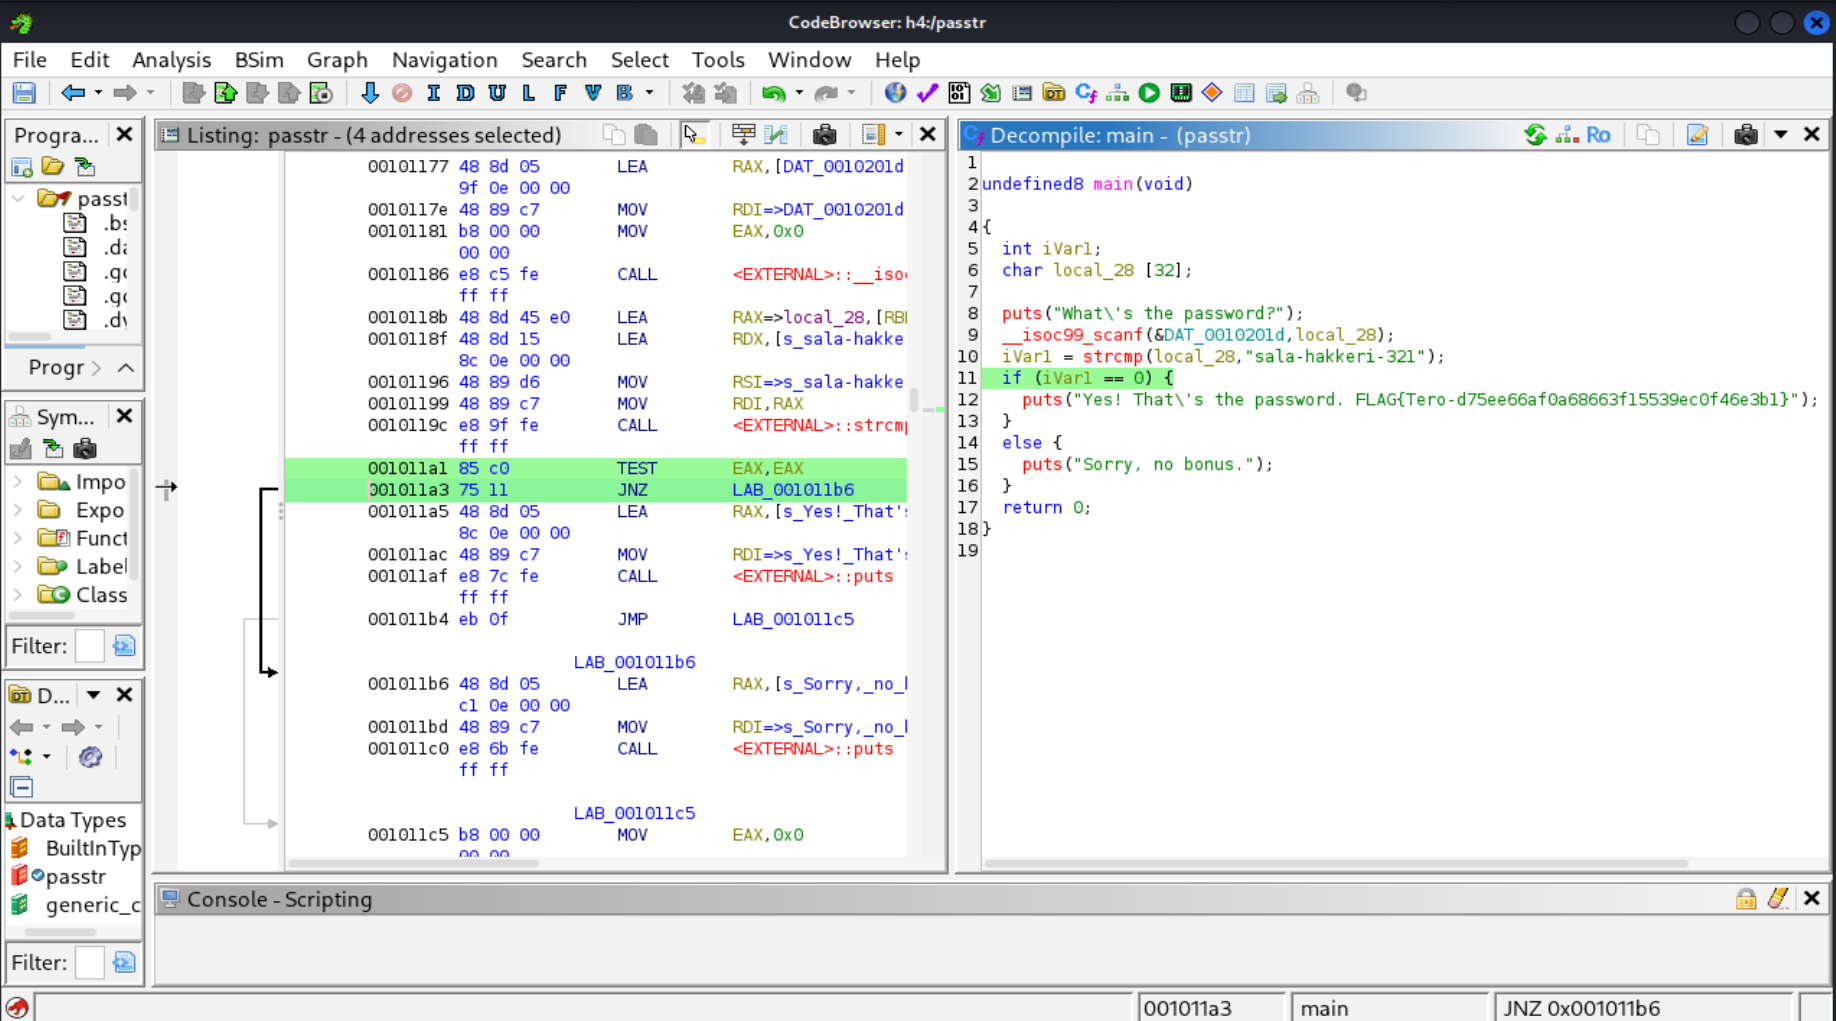 CodeBrowser: h4:/passtr
File Edit Analysis BSim Graph Navigation Search Select Tools Window Help
Progra...
passt
.bs
.da
.gc
.gc
.dy
Progr
Sym...
Impo
Expo
Funct
Label
Class
Filter:
D...
Data Types
BuiltInTyp
passtr
generic_c
Filter:
Listing: passtr - (4 addresses selected)
00101177 48 8d 05 LEA RAX,[DAT_0010201d
9f 0e 00 00
0010117e 48 89 c7 MOV RDI=>DAT_0010201d
00101181 b8 00 00 MOV EAX,0x0
00 00
00101186 e8 c5 fe CALL <EXTERNAL>::__isoc
ff ff
0010118b 48 8d 45 e0 LEA RAX=>local_28,[RBP
0010118f 48 8d 15 LEA RDX,[s_sala-hakke
8c 0e 00 00
00101196 48 89 d6 MOV RSI=>s_sala-hakke
00101199 48 89 c7 MOV RDI,RAX
0010119c e8 9f fe CALL <EXTERNAL>::strcmp
ff ff
001011a1 85 c0 TEST EAX,EAX
001011a3 75 11 JNZ LAB_001011b6
001011a5 48 8d 05 LEA RAX,[s_Yes!_That's
8c 0e 00 00
001011ac 48 89 c7 MOV RDI=>s_Yes!_That's
001011af e8 7c fe CALL <EXTERNAL>::puts
ff ff
001011b4 eb 0f JMP LAB_001011c5
LAB_001011b6
001011b6 48 8d 05 LEA RAX,[s_Sorry,_no_b
c1 0e 00 00
001011bd 48 89 c7 MOV RDI=>s_Sorry,_no_b
001011c0 e8 6b fe CALL <EXTERNAL>::puts
ff ff
LAB_001011c5
001011c5 b8 00 00 MOV EAX,0x0
00 00
Decompile: main - (passtr)
Ro
1
2 undefined8 main(void)
3
4 {
5 int iVar1;
6 char local_28 [32];
7
8 puts("What\'s the password?");
9 __isoc99_scanf(&DAT_0010201d,local_28);
10 iVar1 = strcmp(local_28,"sala-hakkeri-321");
11 if (iVar1 == 0) {
12 puts("Yes! That\'s the password. FLAG{Tero-d75ee66af0a68663f15539ec0f46e3b1}");
13 }
14 else {
15 puts("Sorry, no bonus.");
16 }
17 return 0;
18 }
19
Console - Scripting
001011a3 main JNZ 0x001011b6